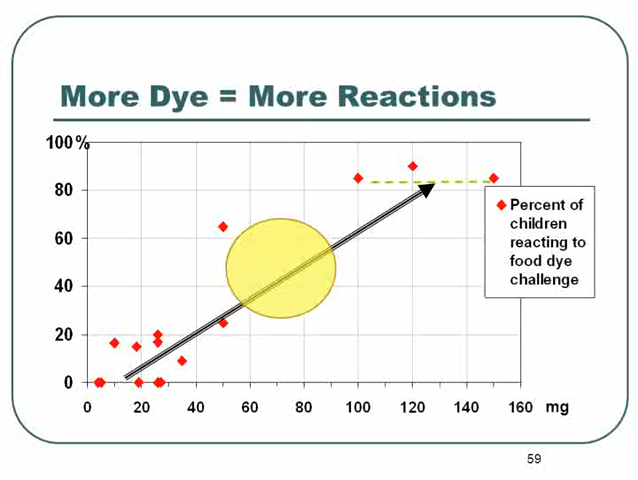 More Dye = More Reactions
100%
80
60
40
20
0
0 20 40 60 80 100 120 140 160 mg
Percent of
children
reacting to
food dye
challenge
59